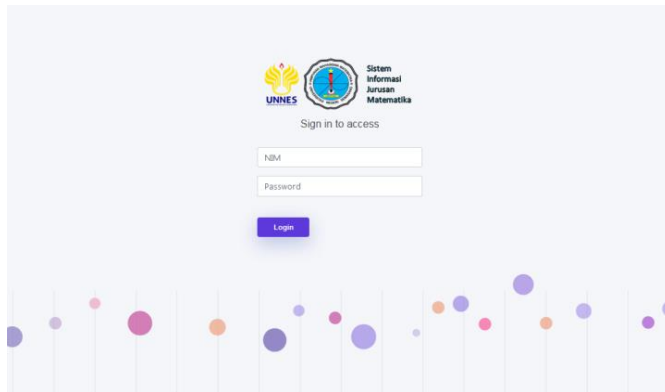 UNNES
Sistem
Informasi
Jurusan
Matematika
Sign in to access
NIM
Password
Login